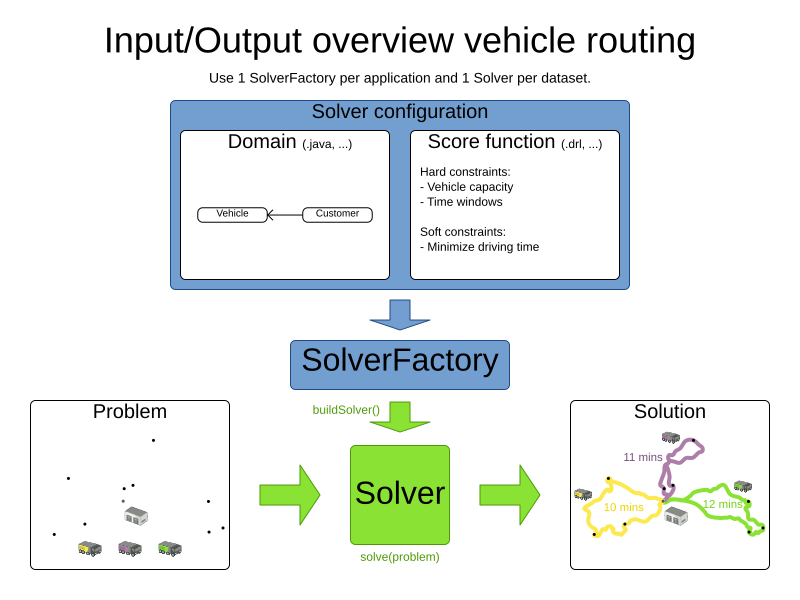 Input/Output overview vehicle routing
Use 1 SolverFactory per application and 1 Solver per dataset.
Solver configuration
Domain (.java, ...)
Vehicle
Customer
Score function (.drl, ...)
Hard constraints:
- Vehicle capacity
- Time windows
Soft constraints:
- Minimize driving time
SolverFactory
buildSolver()
Problem
Solver
solve(problem)
Solution
11 mins
10 mins
12 mins